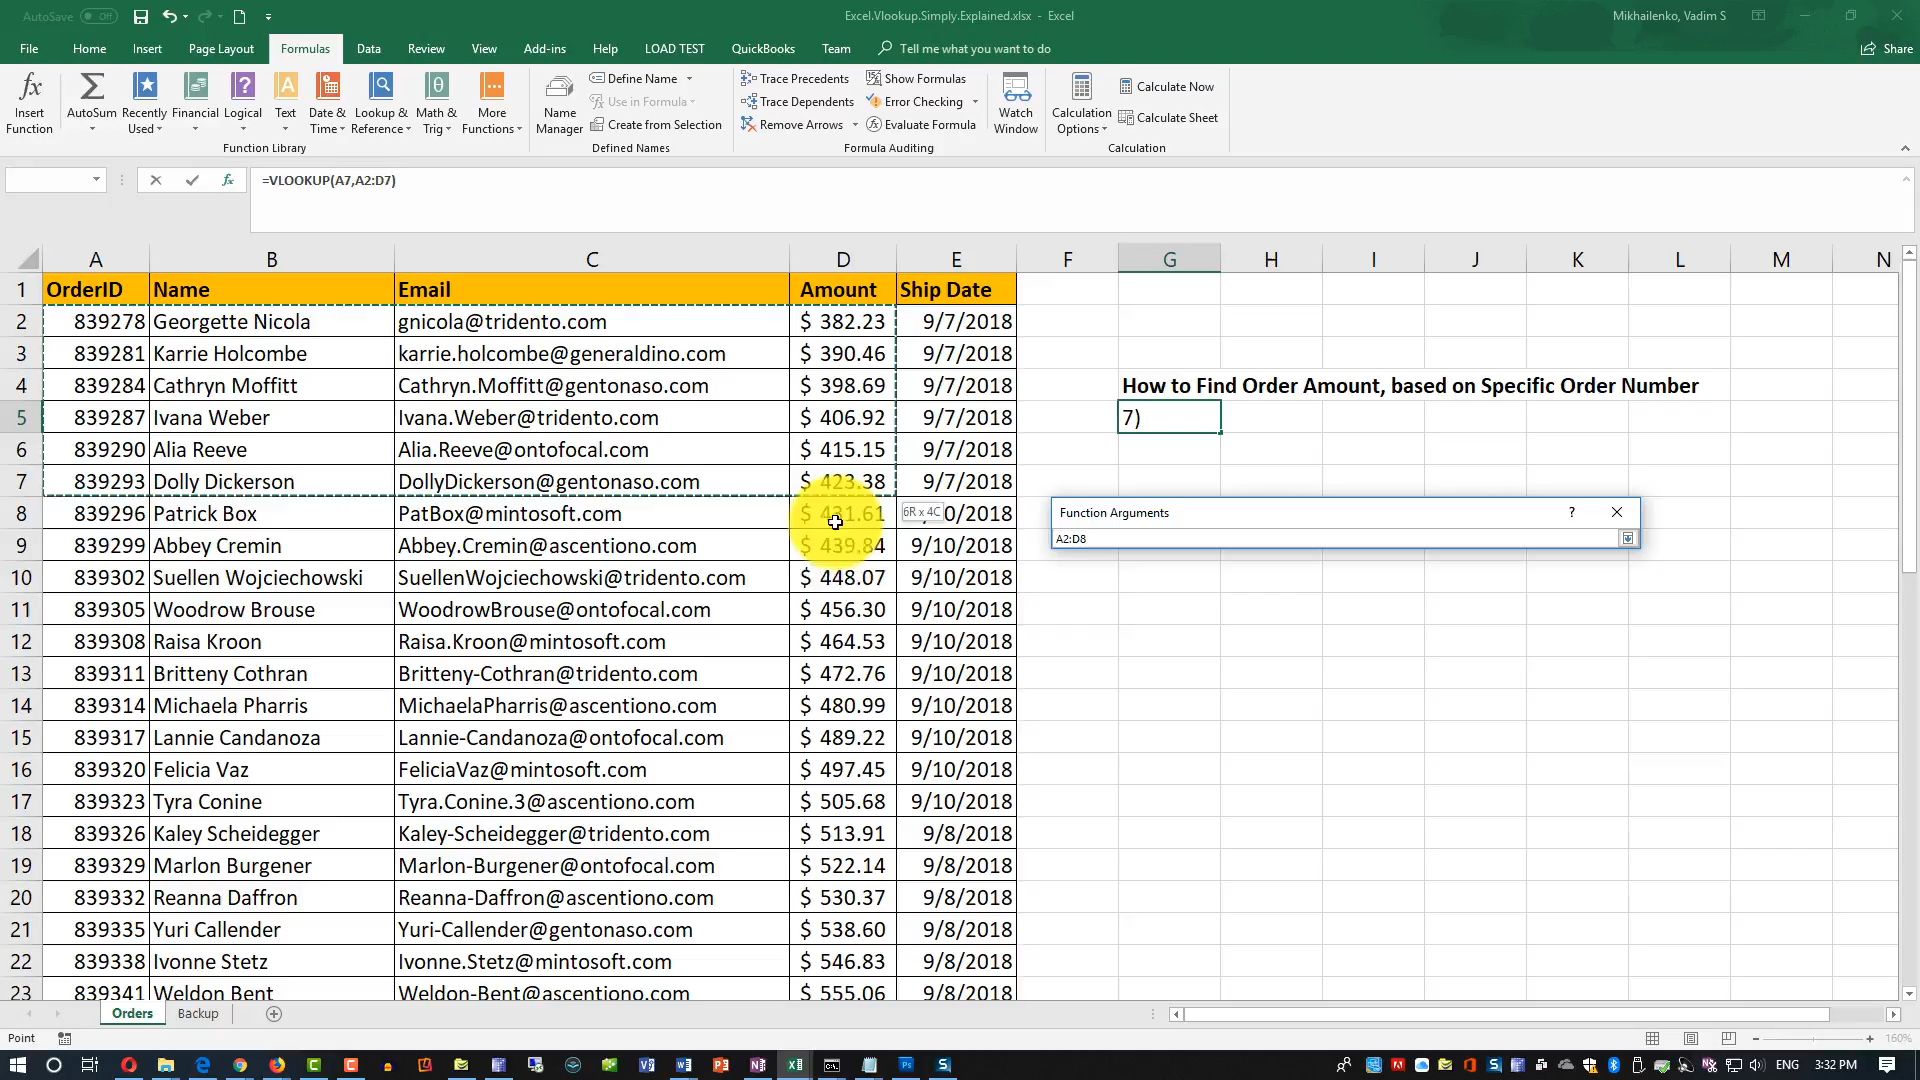 AutoSave Off
Excel.Vlookup.Simply.Explained.xlsx - Excel
Mikhailenko, Vadim S
File Home Insert Page Layout Formulas Data Review View Add-ins Help LOAD TEST QuickBooks Team Tell me what you want to do Share
Insert Function
AutoSum
Recently Used
Financial
Logical
Text
Date & Time
Lookup & Reference
Math & Trig
More Functions
Function Library
Name Manager
Define Name
Use in Formula
Create from Selection
Defined Names
Trace Precedents
Trace Dependents
Remove Arrows
Show Formulas
Error Checking
Evaluate Formula
Formula Auditing
Watch Window
Calculation Options
Calculate Now
Calculate Sheet
Calculation
fx =VLOOKUP(A7,A2:D7)
A B C D E F G H I J K L M N
1 OrderID Name Email Amount Ship Date
2 839278 Georgette Nicola gnicola@tridento.com $ 382.23 9/7/2018
3 839281 Karrie Holcombe karrie.holcombe@generaldino.com $ 390.46 9/7/2018
4 839284 Cathryn Moffitt Cathryn.Moffitt@gentonaso.com $ 398.69 9/7/2018 How to Find Order Amount, based on Specific Order Number
5 839287 Ivana Weber Ivana.Weber@tridento.com $ 406.92 9/7/2018 7)
6 839290 Alia Reeve Alia.Reeve@ontofocal.com $ 415.15 9/7/2018
7 839293 Dolly Dickerson DollyDickerson@gentonaso.com $ 423.38 9/7/2018
8 839296 Patrick Box PatBox@mintosoft.com $ 431.61 6R x 4C 0/2018
Function Arguments ?
A2:D8
9 839299 Abbey Cremin Abbey.Cremin@ascentiono.com $ 439.84 9/10/2018
10 839302 Suellen Wojciechowski SuellenWojciechowski@tridento.com $ 448.07 9/10/2018
11 839305 Woodrow Brouse WoodrowBrouse@ontofocal.com $ 456.30 9/10/2018
12 839308 Raisa Kroon Raisa.Kroon@mintosoft.com $ 464.53 9/10/2018
13 839311 Britteny Cothran Britteny-Cothran@tridento.com $ 472.76 9/10/2018
14 839314 Michaela Pharris MichaelaPharris@ascentiono.com $ 480.99 9/10/2018
15 839317 Lannie Candanoza Lannie-Candanoza@ontofocal.com $ 489.22 9/10/2018
16 839320 Felicia Vaz FeliciaVaz@mintosoft.com $ 497.45 9/10/2018
17 839323 Tyra Conine Tyra.Conine.3@ascentiono.com $ 505.68 9/10/2018
18 839326 Kaley Scheidegger Kaley-Scheidegger@tridento.com $ 513.91 9/8/2018
19 839329 Marlon Burgener Marlon-Burgener@ontofocal.com $ 522.14 9/8/2018
20 839332 Reanna Daffron Reanna-Daffron@ascentiono.com $ 530.37 9/8/2018
21 839335 Yuri Callender Yuri-Callender@gentonaso.com $ 538.60 9/8/2018
22 839338 Ivonne Stetz Ivonne.Stetz@mintosoft.com $ 546.83 9/8/2018
23 839341 Weldon Bent Weldon-Bent@ascentiono.com $ 555.06 9/8/2018
Orders Backup
Point
160%
ENG 3:32 PM